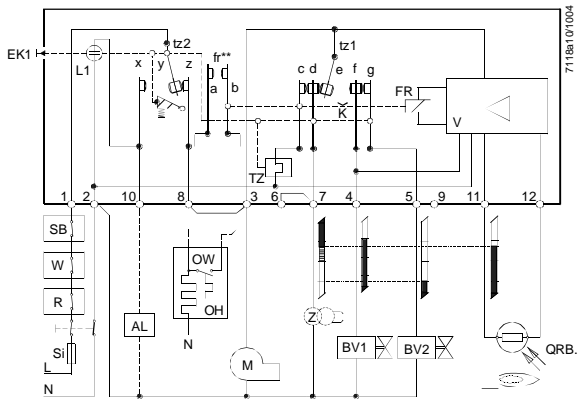 7118a10/1004
EK1
L1
tz2
x y z
fr**
a b
tz1
c d e f g
K
FR
V
TZ
1 2 10 8 3 6 7 4 5 9 11 12
SB
W
R
Si
L
N
AL
OW
OH
N
M
Z
BV1
BV2
QRB.